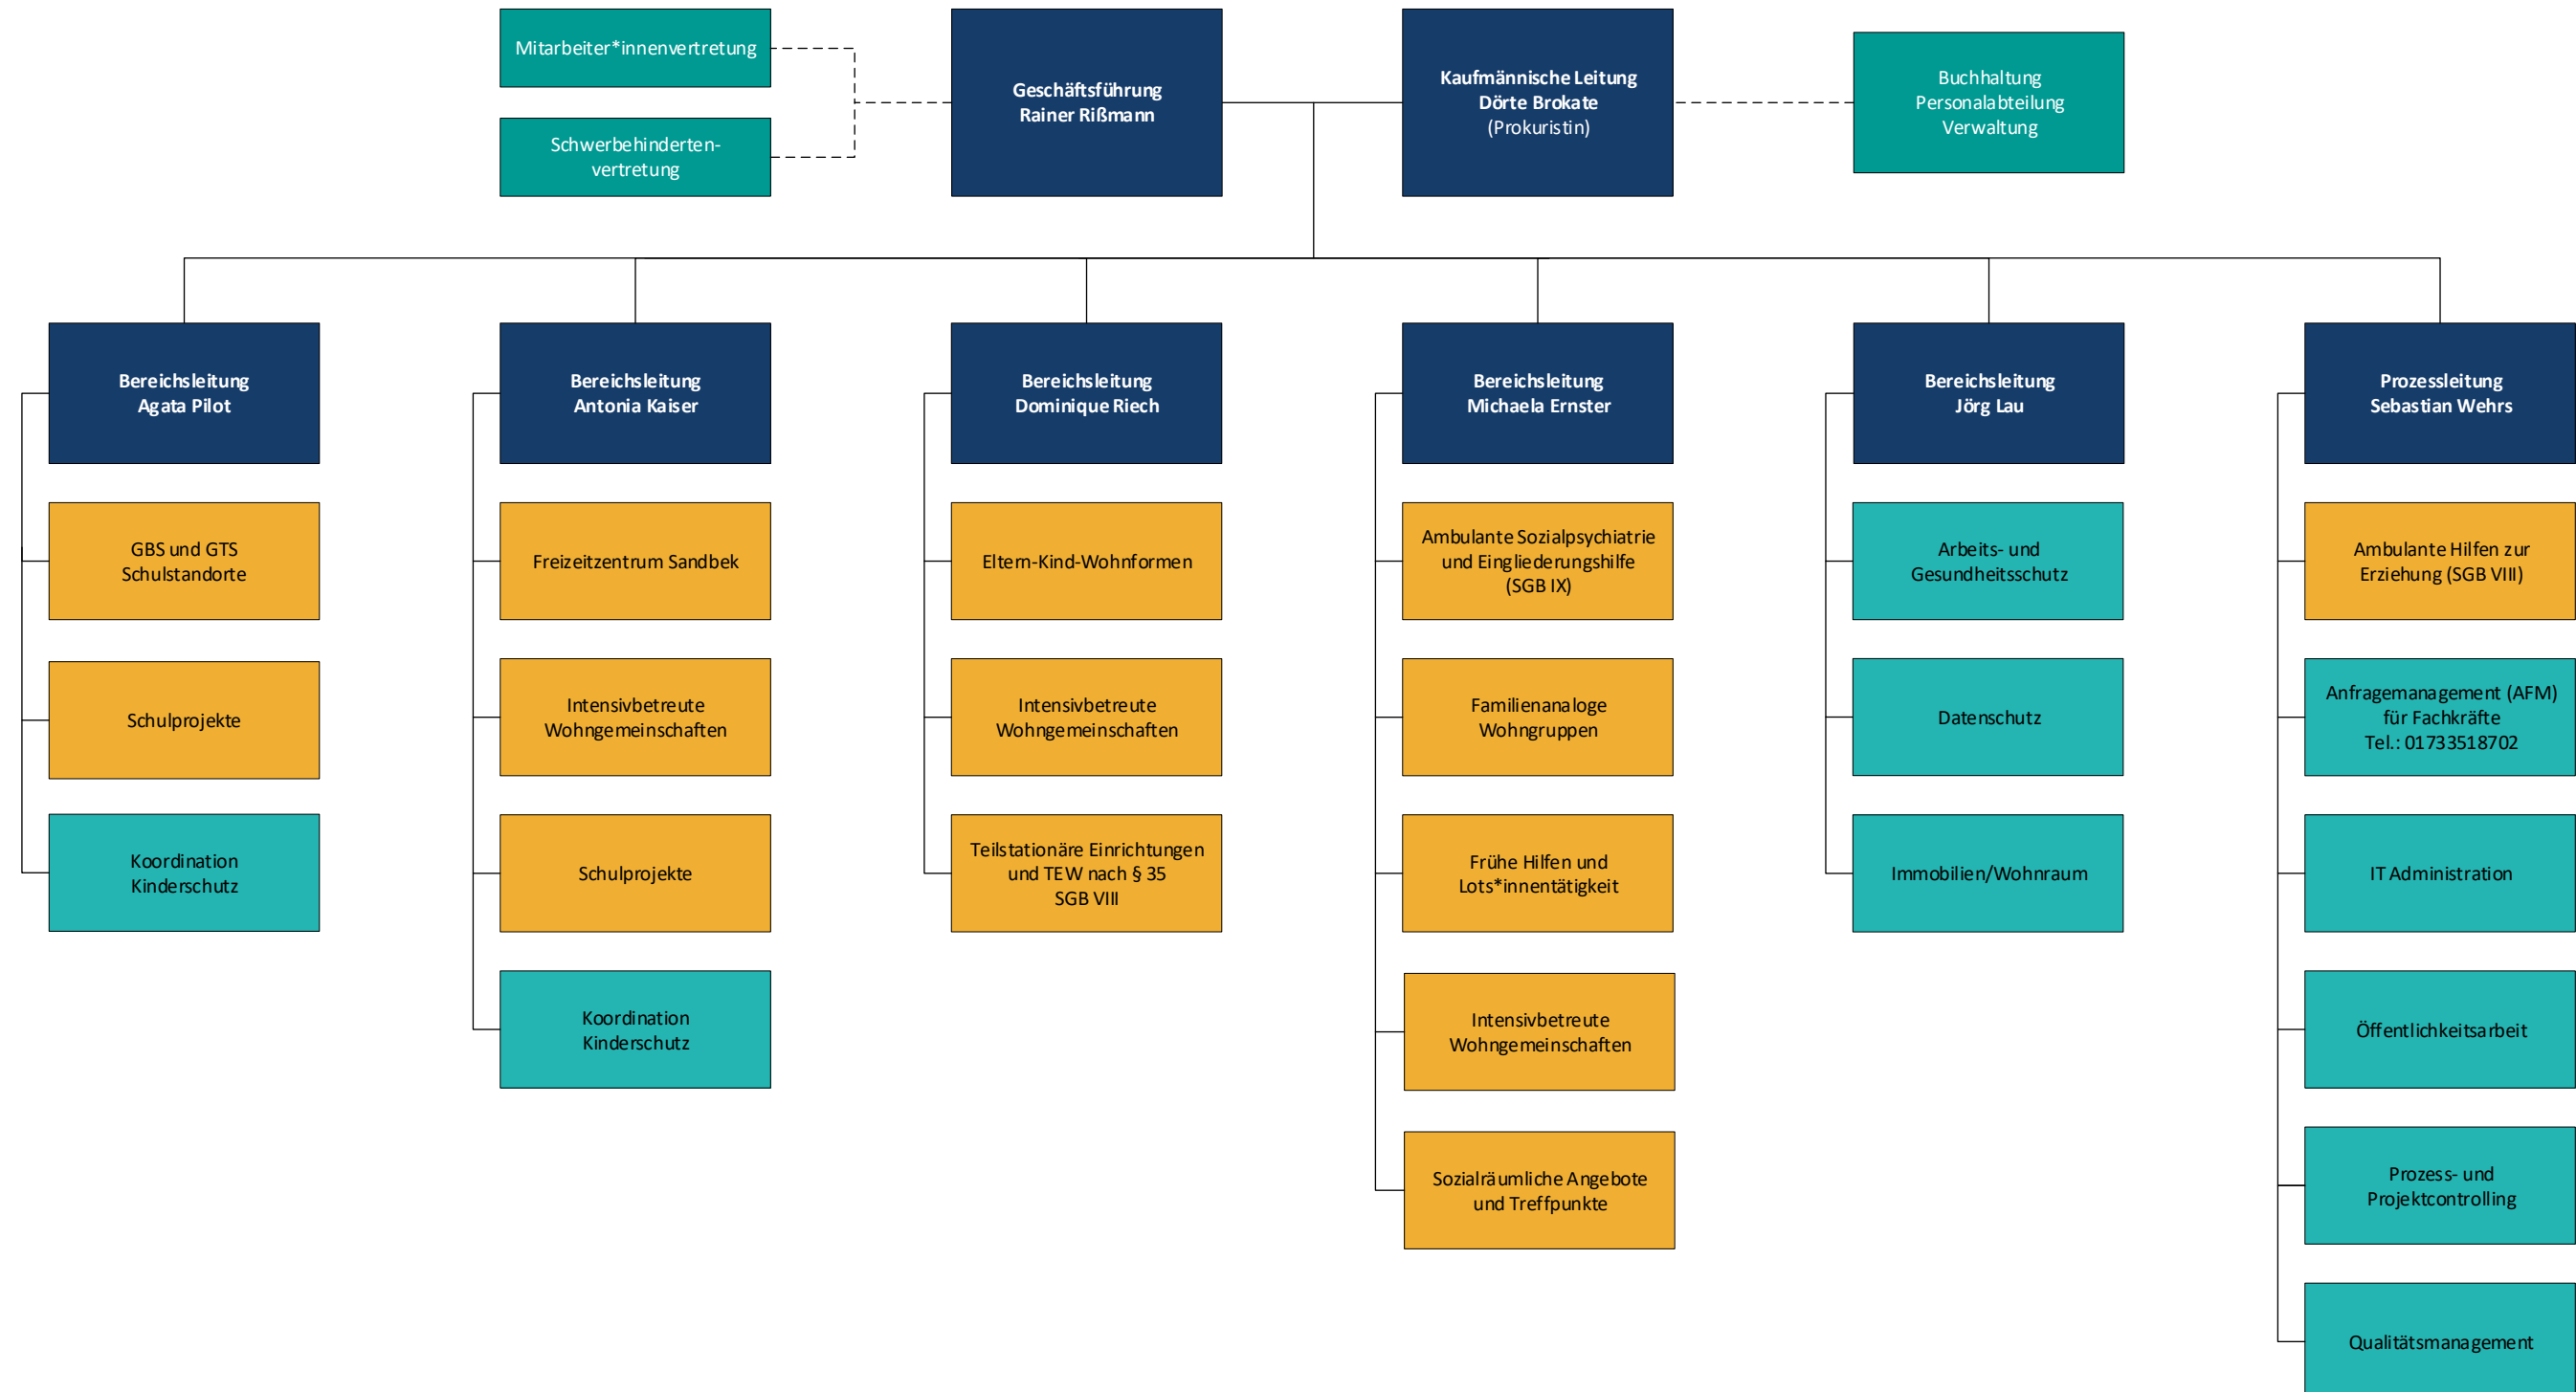 Mitarbeiter*innenvertretung
Schwerbehinderten-
vertretung
Geschäftsführung
Rainer Rißmann
Kaufmännische Leitung
Dörte Brokate
(Prokuristin)
Buchhaltung
Personalabteilung
Verwaltung
Bereichsleitung
Agata Pilot
GBS und GTS
Schulstandorte
Schulprojekte
Koordination
Kinderschutz
Bereichsleitung
Antonia Kaiser
Freizeitzentrum Sandbek
Intensivbetreute
Wohngemeinschaften
Schulprojekte
Koordination
Kinderschutz
Bereichsleitung
Dominique Riech
Eltern-Kind-Wohnformen
Intensivbetreute
Wohngemeinschaften
Teilstationäre Einrichtungen
und TEW nach § 35
SGB VIII
Bereichsleitung
Michaela Ernster
Ambulante Sozialpsychiatrie
und Eingliederungshilfe
(SGB IX)
Familienanaloge
Wohngruppen
Frühe Hilfen und
Lots*innentätigkeit
Intensivbetreute
Wohngemeinschaften
Sozialräumliche Angebote
und Treffpunkte
Bereichsleitung
Jörg Lau
Arbeits- und
Gesundheitsschutz
Datenschutz
Immobilien/Wohnraum
Prozessleitung
Sebastian Wehrs
Ambulante Hilfen zur
Erziehung (SGB VIII)
Anfragemanagement (AFM)
für Fachkräfte
Tel.: 01733518702
IT Administration
Öffentlichkeitsarbeit
Prozess- und
Projektcontrolling
Qualitätsmanagement